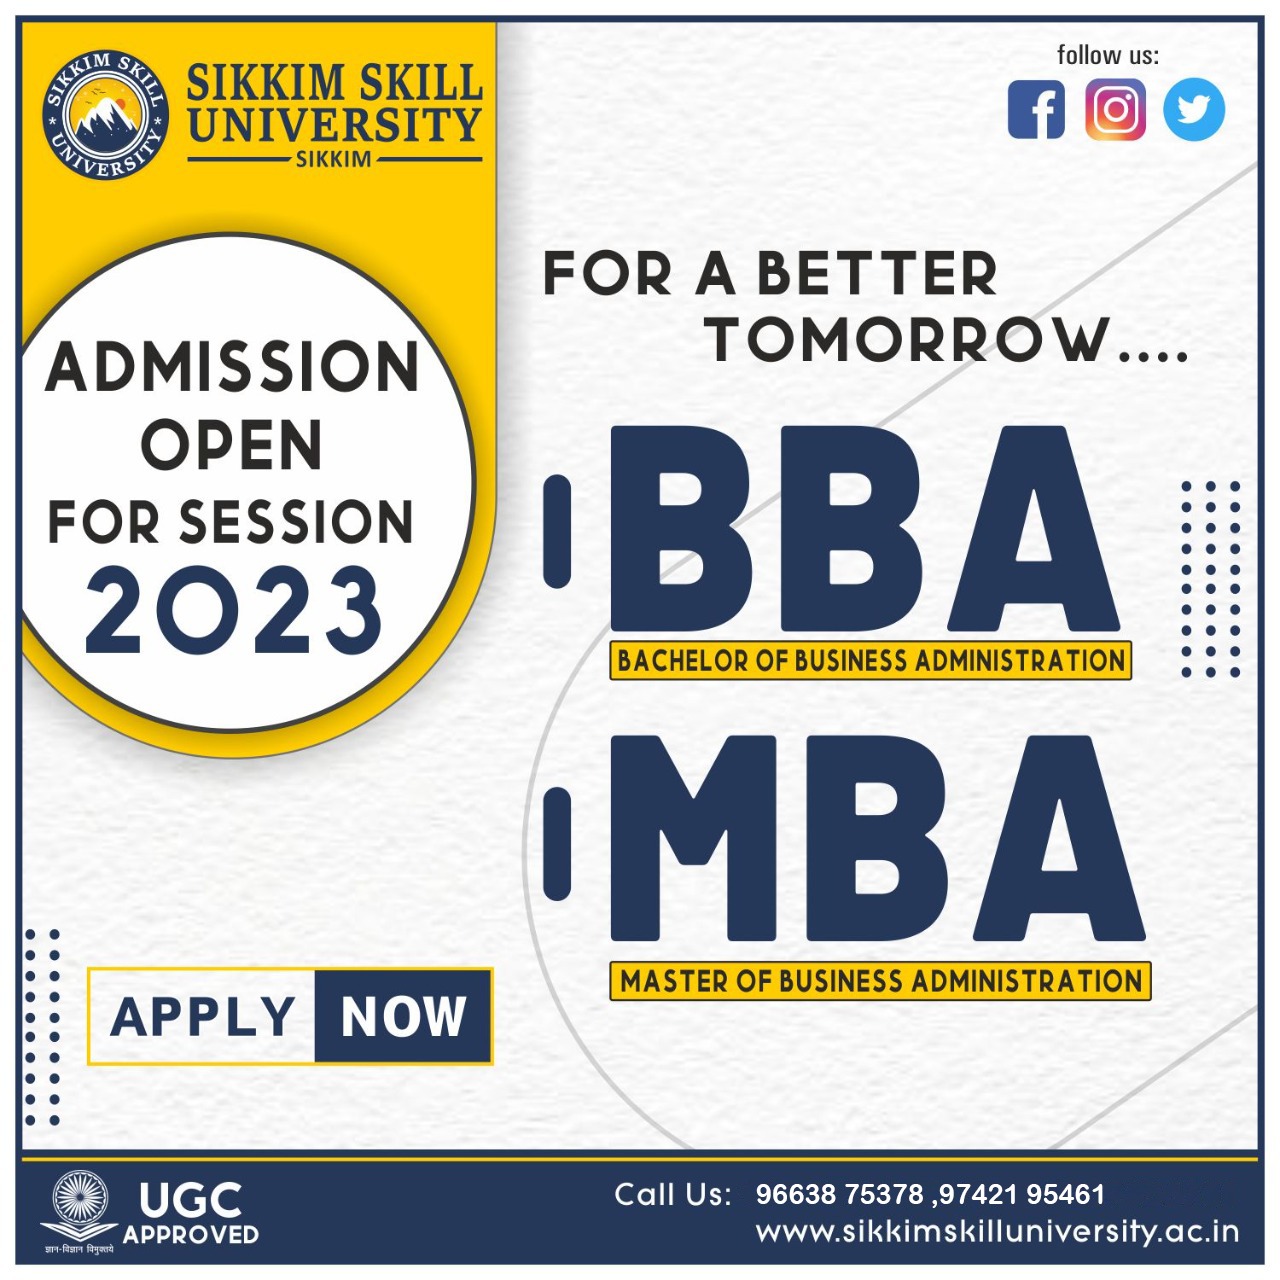 SIKKIM SKILL
UNIVERSITY
SIKKIM SKILL
UNIVERSITY
SIKKIM
follow us:
ADMISSION
OPEN
FOR SESSION
2023
FOR A BETTER
TOMORROW....
BBA
BACHELOR OF BUSINESS ADMINISTRATION
MBA
MASTER OF BUSINESS ADMINISTRATION
APPLY NOW
UGC
APPROVED
ज्ञान-विज्ञान विमुक्तये
Call Us: 96638 75378 ,97421 95461
www.sikkimskilluniversity.ac.in